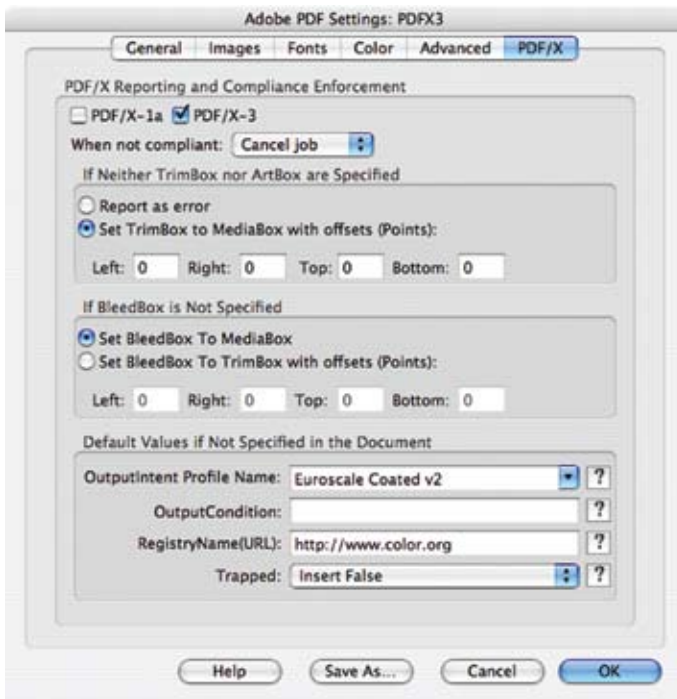 Adobe PDF Settings: PDFX3
General Images Fonts Color Advanced PDF/X
PDF/X Reporting and Compliance Enforcement
PDF/X-1a PDF/X-3
When not compliant: Cancel job
If Neither TrimBox nor ArtBox are Specified
Report as error
Set TrimBox to MediaBox with offsets (Points):
Left: 0 Right: 0 Top: 0 Bottom: 0
If BleedBox is Not Specified
Set BleedBox To MediaBox
Set BleedBox To TrimBox with offsets (Points):
Left: 0 Right: 0 Top: 0 Bottom: 0
Default Values if Not Specified in the Document
OutputIntent Profile Name: Euroscale Coated v2 ?
OutputCondition: ?
RegistryName(URL): http://www.color.org ?
Trapped: Insert False ?
Help Save As... Cancel OK